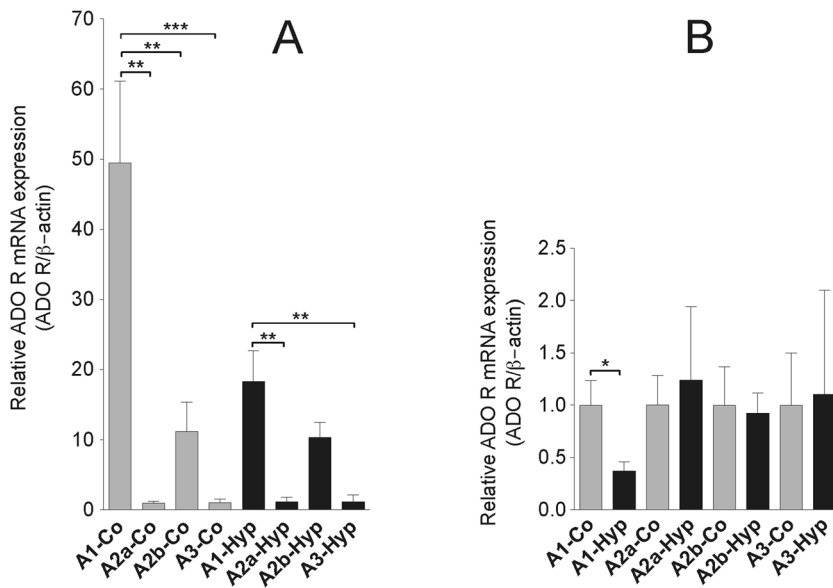 A
B
Relative ADO R mRNA expression
(ADO R/β−actin)
70
60
50
40
30
20
10
0
***
**
**
**
**
A1-Co
A2a-Co
A2b-Co
A3-Co
A1-Hyp
A2a-Hyp
A2b-Hyp
A3-Hyp
Relative ADO R mRNA expression
(ADO R/β−actin)
2.5
2.0
1.5
1.0
0.5
0.0
*
A1-Co
A1-Hyp
A2a-Co
A2a-Hyp
A2b-Co
A2b-Hyp
A3-Co
A3-Hyp